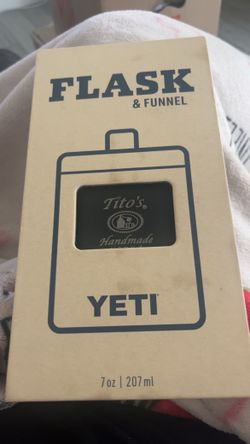 FLASK
& FUNNEL
Tito's®
Handmade
YETI
7 oz | 207 ml